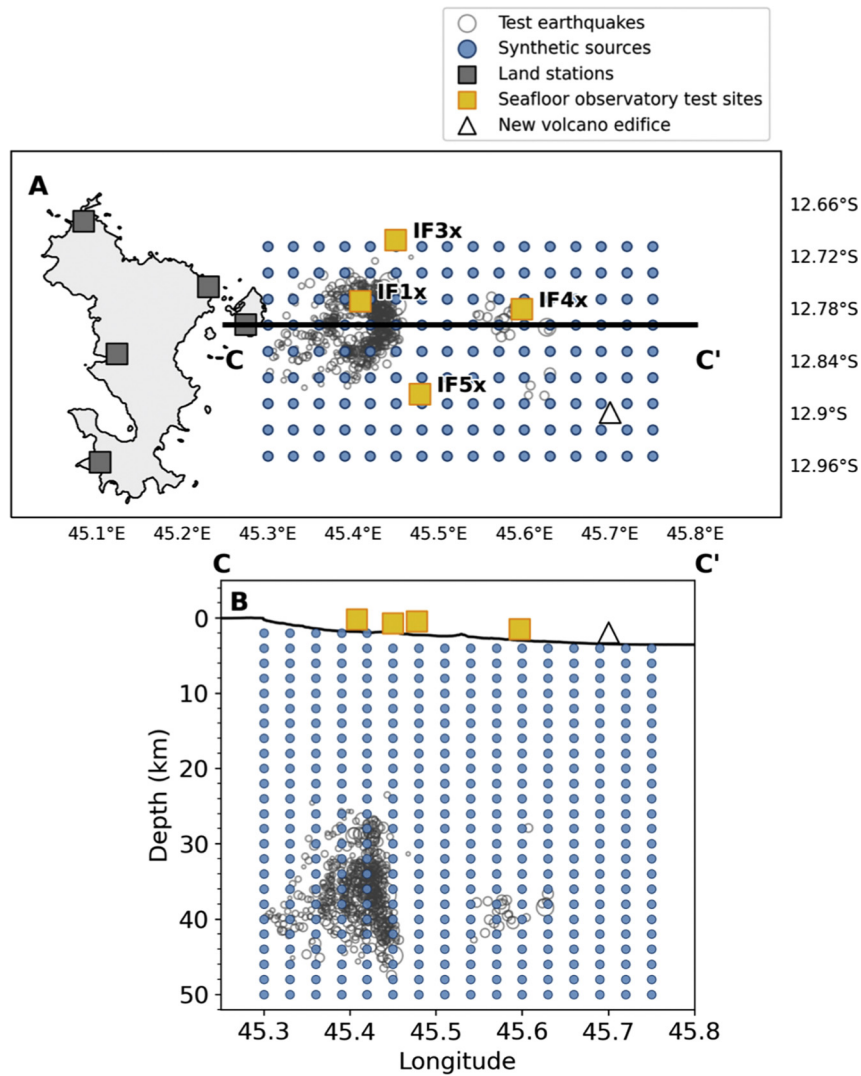 Test earthquakes
Synthetic sources
Land stations
Seafloor observatory test sites
New volcano edifice
A
12.66°S
IF3x
12.72°S
IF1x
IF4x
12.78°S
C
C'
12.84°S
IF5x
12.9°S
12.96°S
45.1°E 45.2°E 45.3°E 45.4°E 45.5°E 45.6°E 45.7°E 45.8°E
C
C'
B
0
10
20
30
40
50
Depth (km)
45.3 45.4 45.5 45.6 45.7 45.8
Longitude